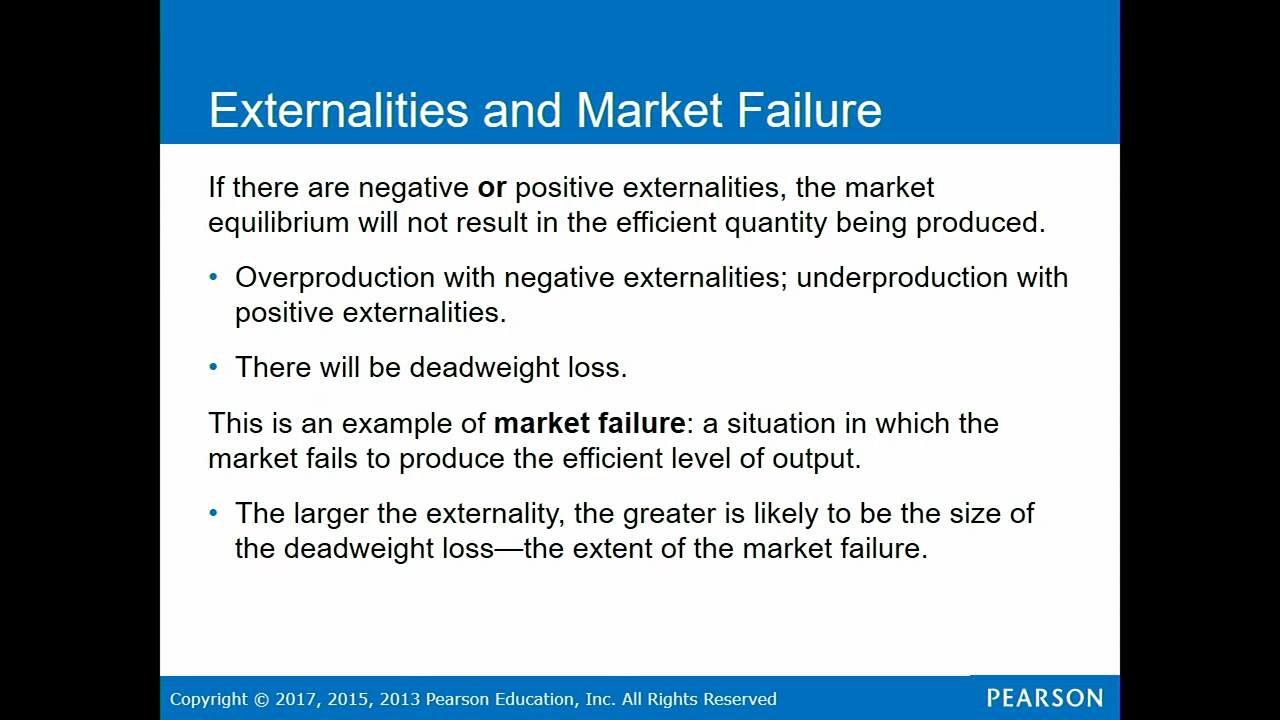 Externalities and Market Failure
If there are negative or positive externalities, the market
equilibrium will not result in the efficient quantity being produced.
• Overproduction with negative externalities; underproduction with
positive externalities.
• There will be deadweight loss.
This is an example of market failure: a situation in which the
market fails to produce the efficient level of output.
• The larger the externality, the greater is likely to be the size of
the deadweight loss—the extent of the market failure.
Copyright © 2017, 2015, 2013 Pearson Education, Inc. All Rights Reserved
PEARSON